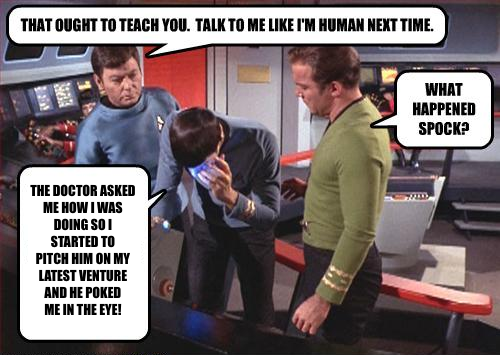 THAT OUGHT TO TEACH YOU. TALK TO ME LIKE I'M HUMAN NEXT TIME.
WHAT
HAPPENED
SPOCK?
THE DOCTOR ASKED
ME HOW I WAS
DOING SO I
STARTED TO
PITCH HIM ON MY
LATEST VENTURE
AND HE POKED
ME IN THE EYE!